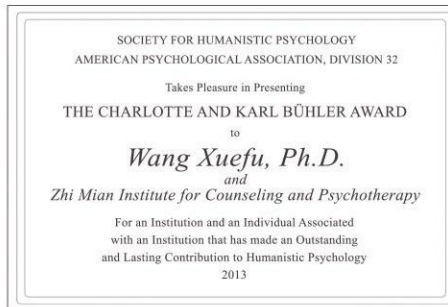 SOCIETY FOR HUMANISTIC PSYCHOLOGY
AMERICAN PSYCHOLOGICAL ASSOCIATION, DIVISION 32
Takes Pleasure in Presenting
THE CHARLOTTE AND KARL BÜHLER AWARD
to
Wang Xuefu, Ph.D.
and
Zhi Mian Institute for Counseling and Psychotherapy
For an Institution and an Individual Associated
with an Institution that has made an Outstanding
and Lasting Contribution to Humanistic Psychology
2013